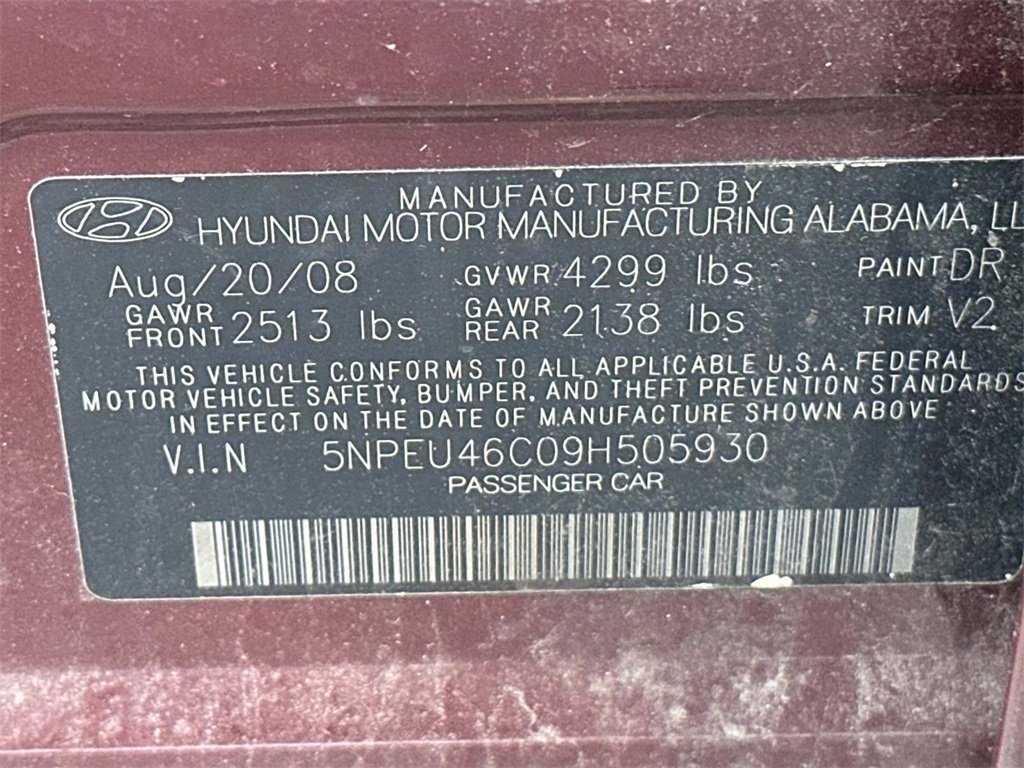 MANUFACTURED BY
HYUNDAI MOTOR MANUFACTURING ALABAMA, LL
Aug/20/08 GVWR 4299 lbs PAINT DR
GAWR FRONT 2513 lbs GAWR REAR 2138 lbs TRIM V2
THIS VEHICLE CONFORMS TO ALL APPLICABLE U.S.A. FEDERAL
MOTOR VEHICLE SAFETY, BUMPER, AND THEFT PREVENTION STANDARDS
IN EFFECT ON THE DATE OF MANUFACTURE SHOWN ABOVE
V.I.N 5NPEU46C09H505930
PASSENGER CAR